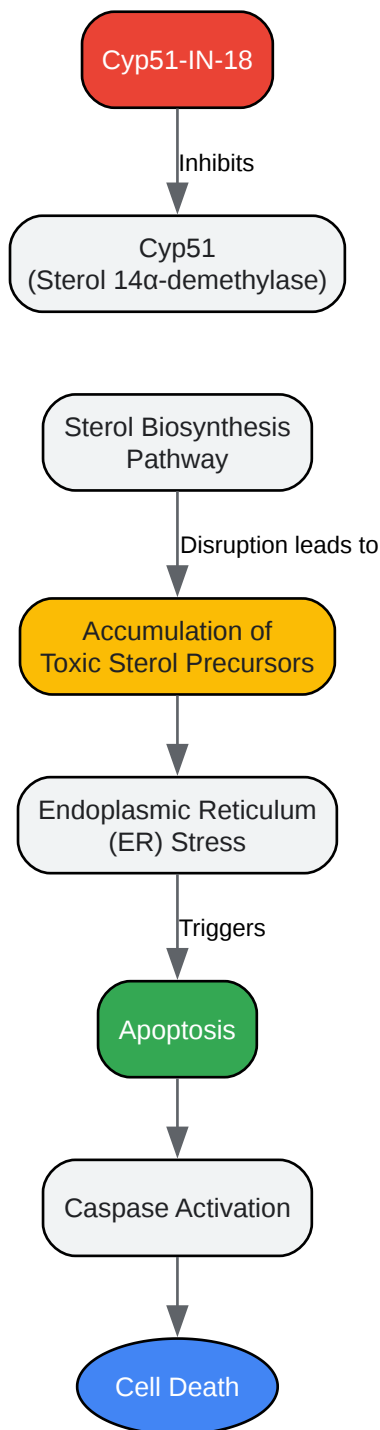 Cyp51-IN-18
Inhibits
Cyp51
(Sterol 14α-demethylase)
Sterol Biosynthesis
Pathway
Disruption leads to
Accumulation of
Toxic Sterol Precursors
Endoplasmic Reticulum
(ER) Stress
Triggers
Apoptosis
Caspase Activation
Cell Death